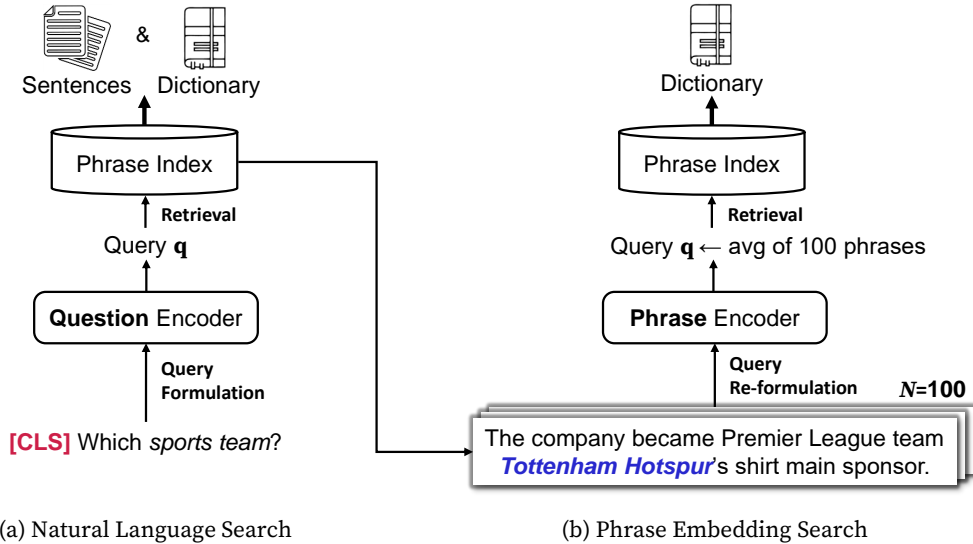 &
Sentences Dictionary
Phrase Index
Retrieval
Query q
Question Encoder
Query
Formulation
[CLS] Which sports team?
(a) Natural Language Search
Dictionary
Phrase Index
Retrieval
Query q ← avg of 100 phrases
Phrase Encoder
Query
Re-formulation
N=100
The company became Premier League team
Tottenham Hotspur's shirt main sponsor.
(b) Phrase Embedding Search